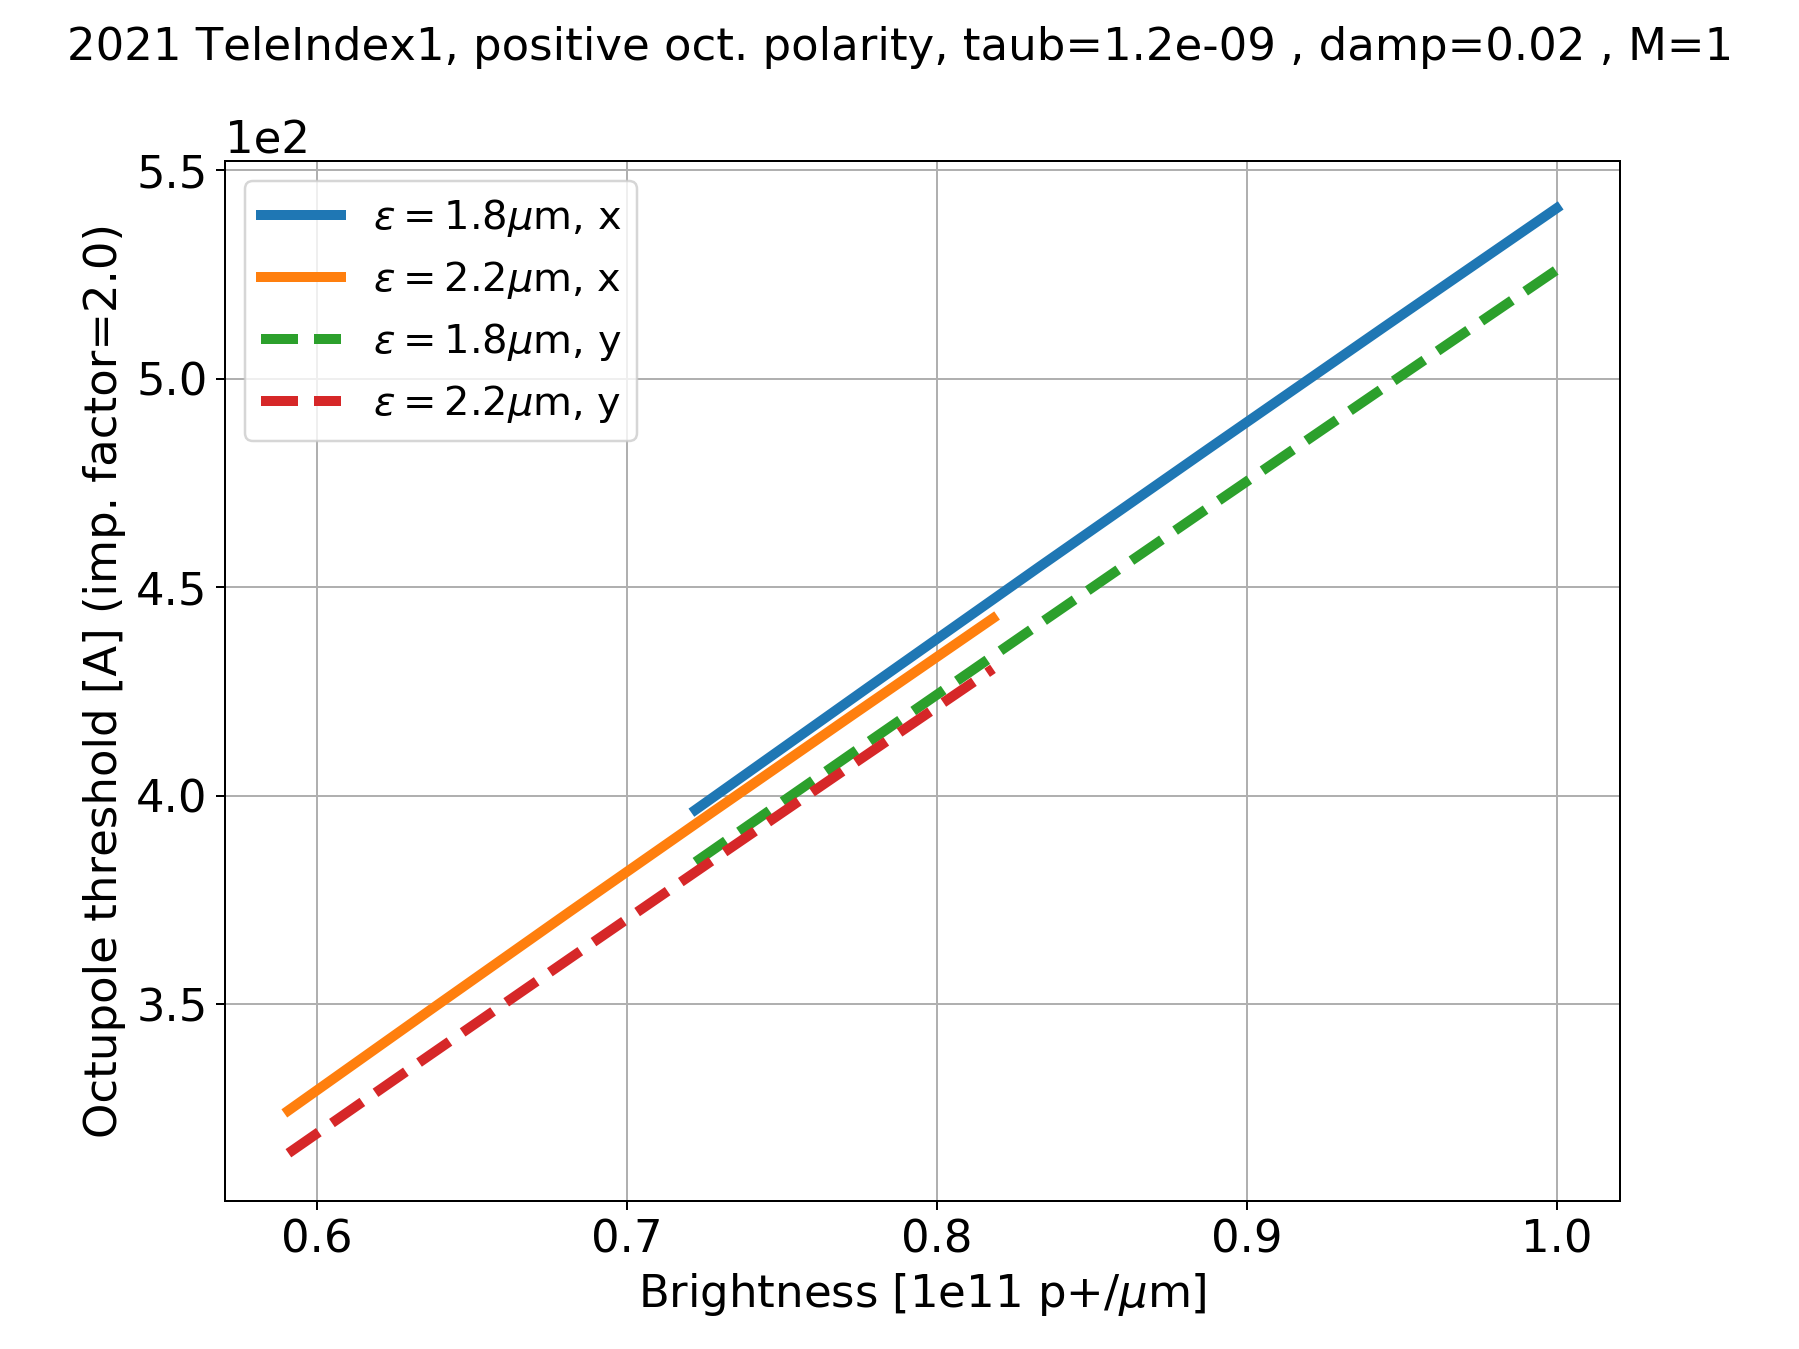 2021 TeleIndex1, positive oct. polarity, taub=1.2e-09 , damp=0.02 , M=1
1e2
5.5
5.0
4.5
4.0
3.5
Octupole threshold [A] (imp. factor=2.0)
ε = 1.8μm, x
ε = 2.2μm, x
ε = 1.8μm, y
ε = 2.2μm, y
0.6 0.7 0.8 0.9 1.0
Brightness [1e11 p+/μm]